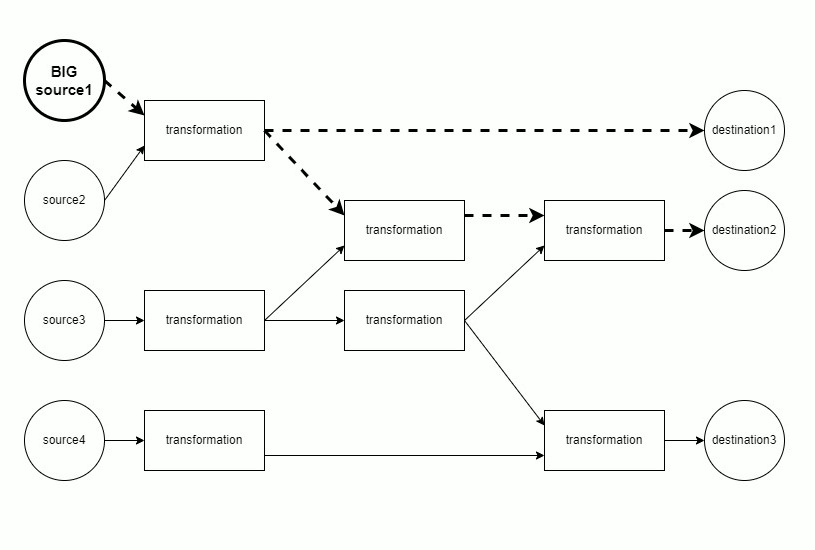 BIG
source1
transformation
destination1
source2
transformation
transformation
destination2
source3
transformation
transformation
source4
transformation
transformation
destination3